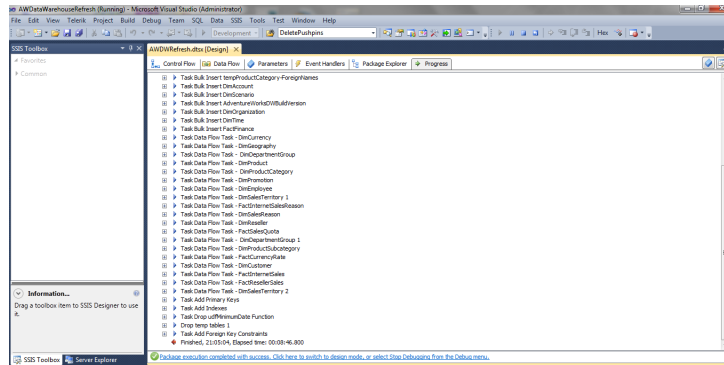 AWDataWarehouseRefresh (Running) - Microsoft Visual Studio (Administrator)
File Edit View Telerik Project Build Debug Team SQL Data SSIS Tools Test Window Help
Development DeletePushpins Hex
SSIS Toolbox
Favorites
Common
AWDWRefresh.dtsx [Design]
Control Flow Data Flow Parameters Event Handlers Package Explorer Progress
Task Bulk Insert tempProductCategory-ForeignNames
Task Bulk Insert DimAccount
Task Bulk Insert DimScenario
Task Bulk Insert AdventureWorksDWBuildVersion
Task Bulk Insert DimOrganization
Task Bulk Insert DimTime
Task Bulk Insert FactFinance
Task Data Flow Task - DimCurrency
Task Data Flow Task - DimGeography
Task Data Flow Task - DimDepartmentGroup
Task Data Flow Task - DimProduct
Task Data Flow Task - DimProductCategory
Task Data Flow Task - DimPromotion
Task Data Flow Task - DimEmployee
Task Data Flow Task - DimSalesTerritory 1
Task Data Flow Task - FactInternetSalesReason
Task Data Flow Task - DimSalesReason
Task Data Flow Task - DimReseller
Task Data Flow Task - FactSalesQuota
Task Data Flow Task - DimDepartmentGroup 1
Task Data Flow Task - DimProductSubcategory
Task Data Flow Task - FactCurrencyRate
Task Data Flow Task - DimCustomer
Task Data Flow Task - FactInternetSales
Task Data Flow Task - FactResellerSales
Task Data Flow Task - DimSalesTerritory 2
Task Add Primary Keys
Task Add Indexes
Task Drop udfMinimumDate Function
Drop temp tables 1
Task Add Foreign Key Constraints
Finished, 21:05:04, Elapsed time: 00:08:46.800
Information...
Drag a toolbox item to SSIS Designer to use
it.
SSIS Toolbox Server Explorer
Package execution completed with success. Click here to switch to design mode, or select Stop Debugging from the Debug menu.